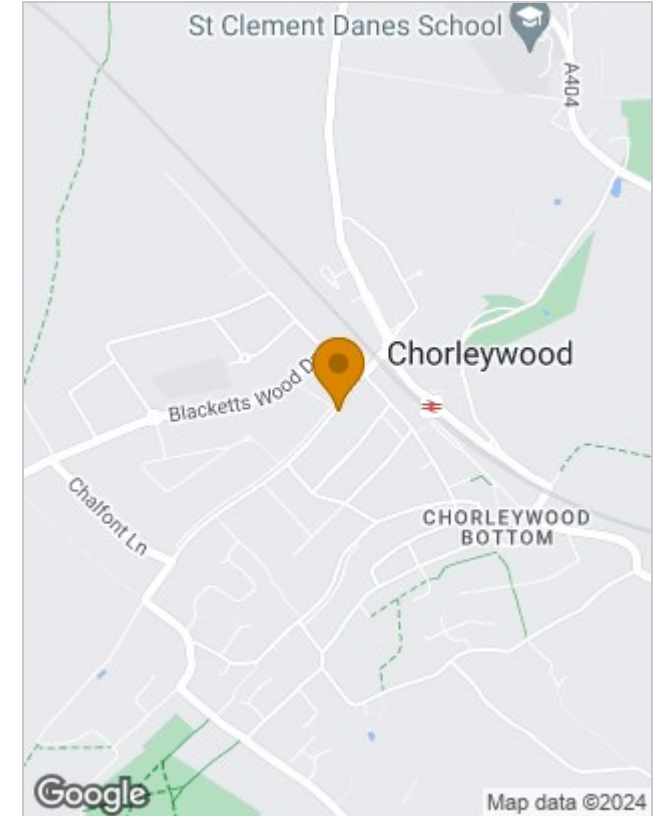 St Clement Danes School
A404
Chorleywood
Blacketts Wood D
Chalfont Ln
CHORLEYWOOD
BOTTOM
Google
Map data ©2024